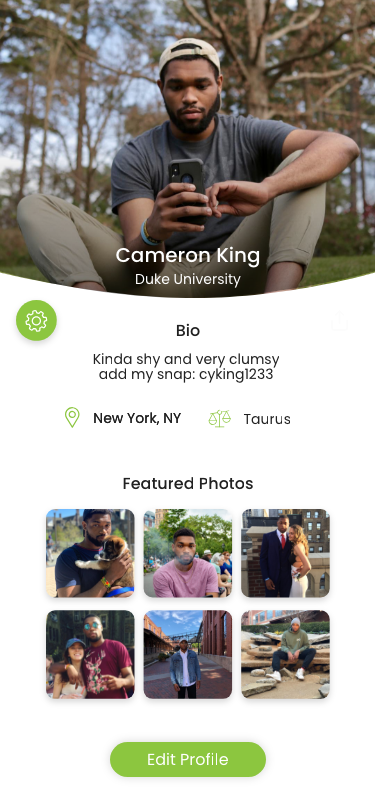 Cameron King
Duke University
Bio
Kinda shy and very clumsy
add my snap: cyking1233
New York, NY
Taurus
Featured Photos
Edit Profile